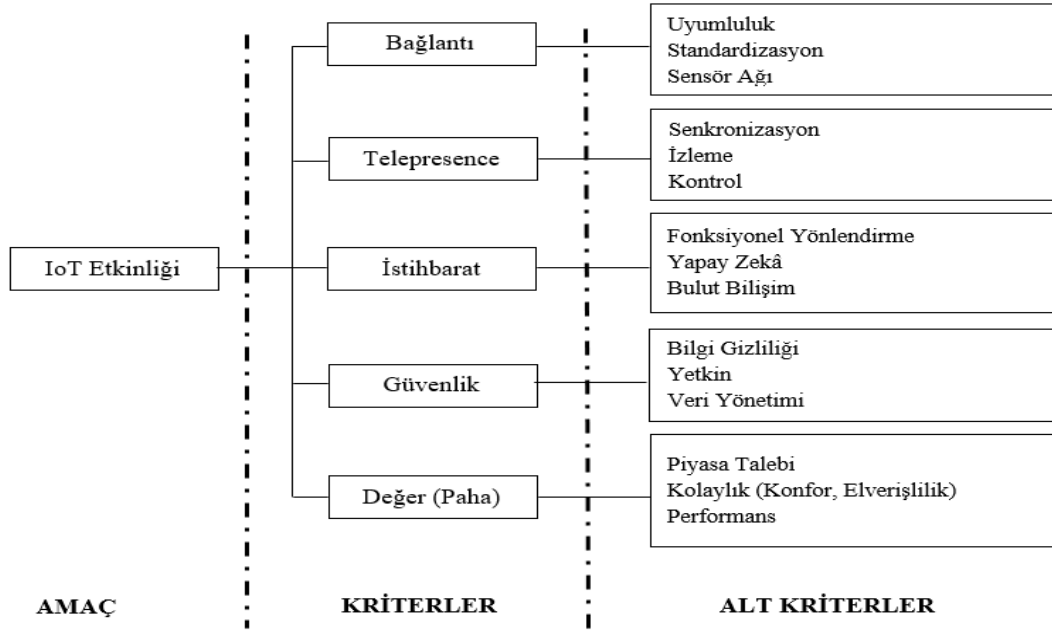 IoT Etkinliği
Bağlantı
Uyumluluk
Standardizasyon
Sensör Ağı
Telepresence
Senkronizasyon
İzleme
Kontrol
İstihbarat
Fonksiyonel Yönlendirme
Yapay Zekâ
Bulut Bilişim
Güvenlik
Bilgi Gizliliği
Yetkin
Veri Yönetimi
Değer (Paha)
Piyasa Talebi
Kolaylık (Konfor, Elverişlilik)
Performans
AMAÇ
KRİTERLER
ALT KRİTERLER